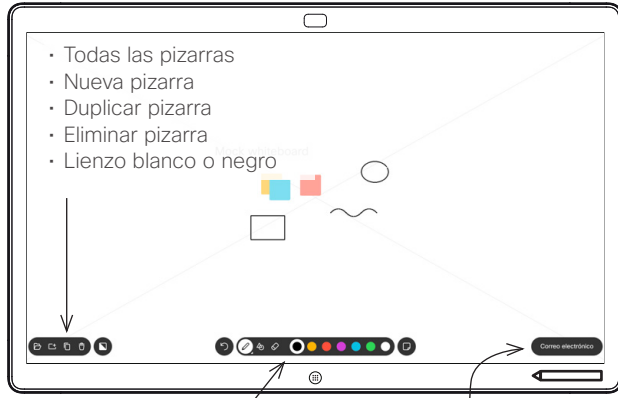 · Todas las pizarras
· Nueva pizarra
· Duplicar pizarra
· Eliminar pizarra
· Lienzo blanco o negro
Correo electrónico